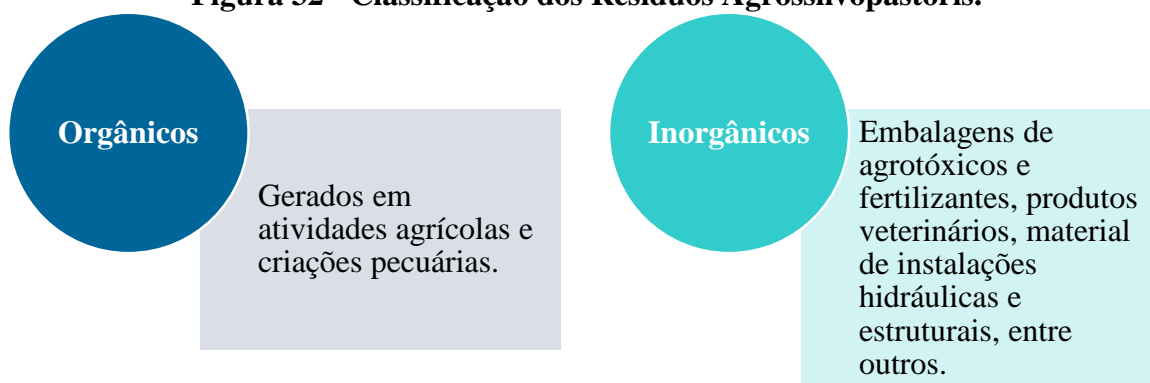 Figura 32 - Classificação dos Resíduos Agrossilvopastoris.
Orgânicos
Gerados em
atividades agrícolas e
criações pecuárias.
Inorgânicos
Embalagens de
agrotóxicos e
fertilizantes, produtos
veterinários, material
de instalações
hidráulicas e
estruturais, entre
outros.